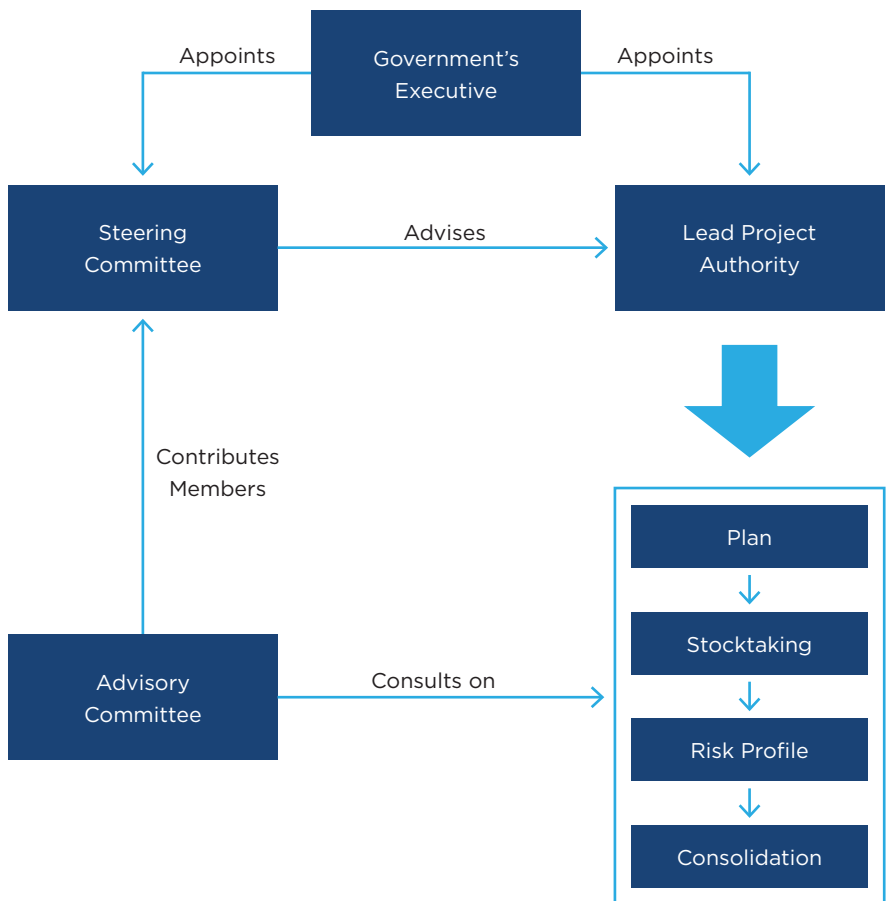 Appoints
Government’s
Executive
Appoints
Steering
Committee
Advises
Lead Project
Authority
Contributes
Members
Plan
Stocktaking
Advisory
Committee
Consults on
Risk Profile
Consolidation